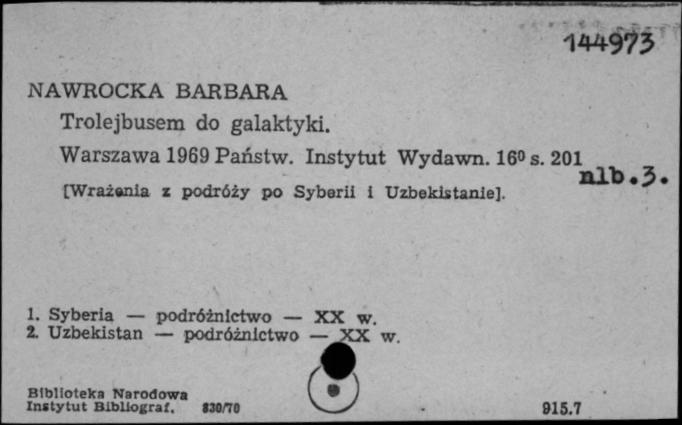 144973
NAWROCKA BARBARA
Trolejbusem do galaktyki.
Warszawa 1969 Państw. Instytut Wydawn. 16⁰ s. 201
nlb.3.
[Wrażenia z podróży po Syberii i Uzbekistanie].
1. Syberia — podróżnictwo — XX w.
2. Uzbekistan — podróżnictwo — XX w.
Biblioteka Narodowa
Instytut Bibliograf. 830/70
915.7